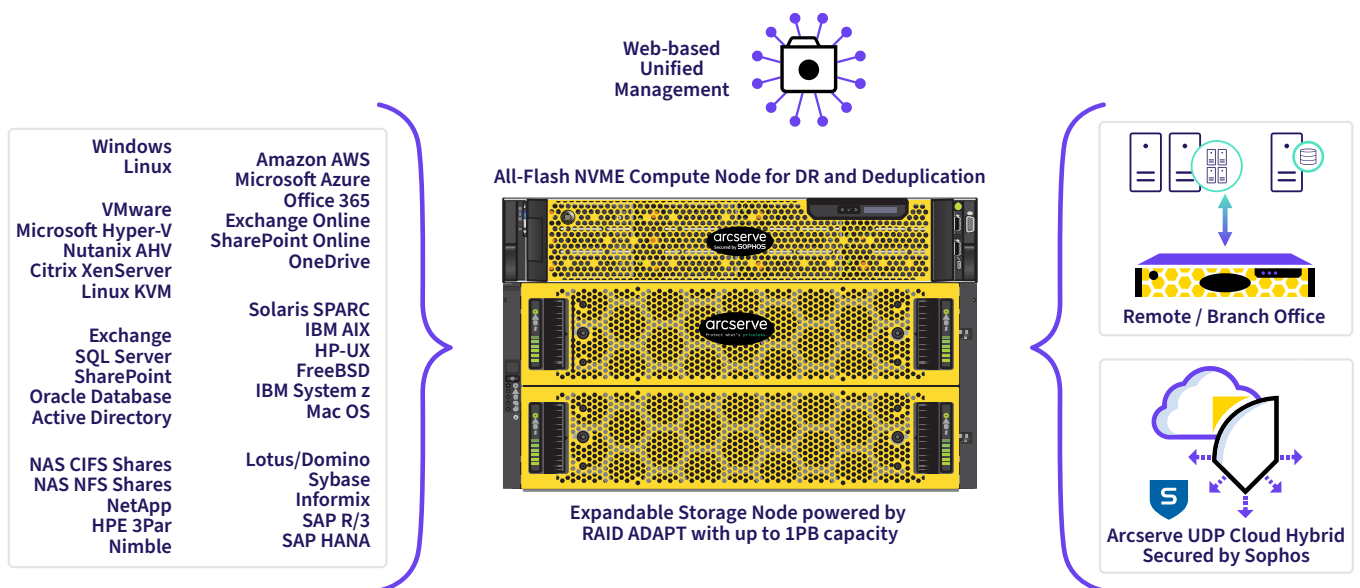 Web-based
Unified
Management
Windows
Linux
VMware
Microsoft Hyper-V
Nutanix AHV
Citrix XenServer
Linux KVM
Exchange
SQL Server
SharePoint
Oracle Database
Active Directory
NAS CIFS Shares
NAS NFS Shares
NetApp
HPE 3Par
Nimble
Amazon AWS
Microsoft Azure
Office 365
Exchange Online
SharePoint Online
OneDrive
Solaris SPARC
IBM AIX
HP-UX
FreeBSD
IBM System z
Mac OS
Lotus/Domino
Sybase
Informix
SAP R/3
SAP HANA
All-Flash NVME Compute Node for DR and Deduplication
arcserve
Secured by SOPHOS
arcserve
Protect what's priceless.
Expandable Storage Node powered by
RAID ADAPT with up to 1PB capacity
Remote / Branch Office
S
Arcserve UDP Cloud Hybrid
Secured by Sophos